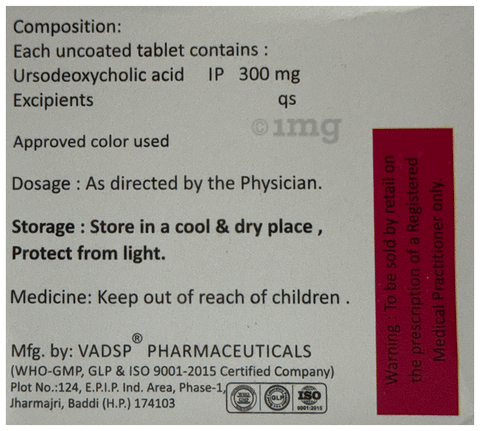 Composition:
Each uncoated tablet contains :
Ursodeoxycholic acid IP 300 mg
Excipients qs
©1mg
Approved color used
Dosage : As directed by the Physician.
Storage : Store in a cool & dry place ,
Protect from light.
Medicine: Keep out of reach of children .
Mfg. by: VADSP® PHARMACEUTICALS
(WHO-GMP, GLP & ISO 9001-2015 Certified Company)
Plot No.:124, E.P.I.P. Ind. Area, Phase-1,
Jharmajri, Baddi (H.P.) 174103
GLP
ISO
9001:2015
Warning : To be sold by retail on
the prescription of a Registered
Medical Practitioner only.